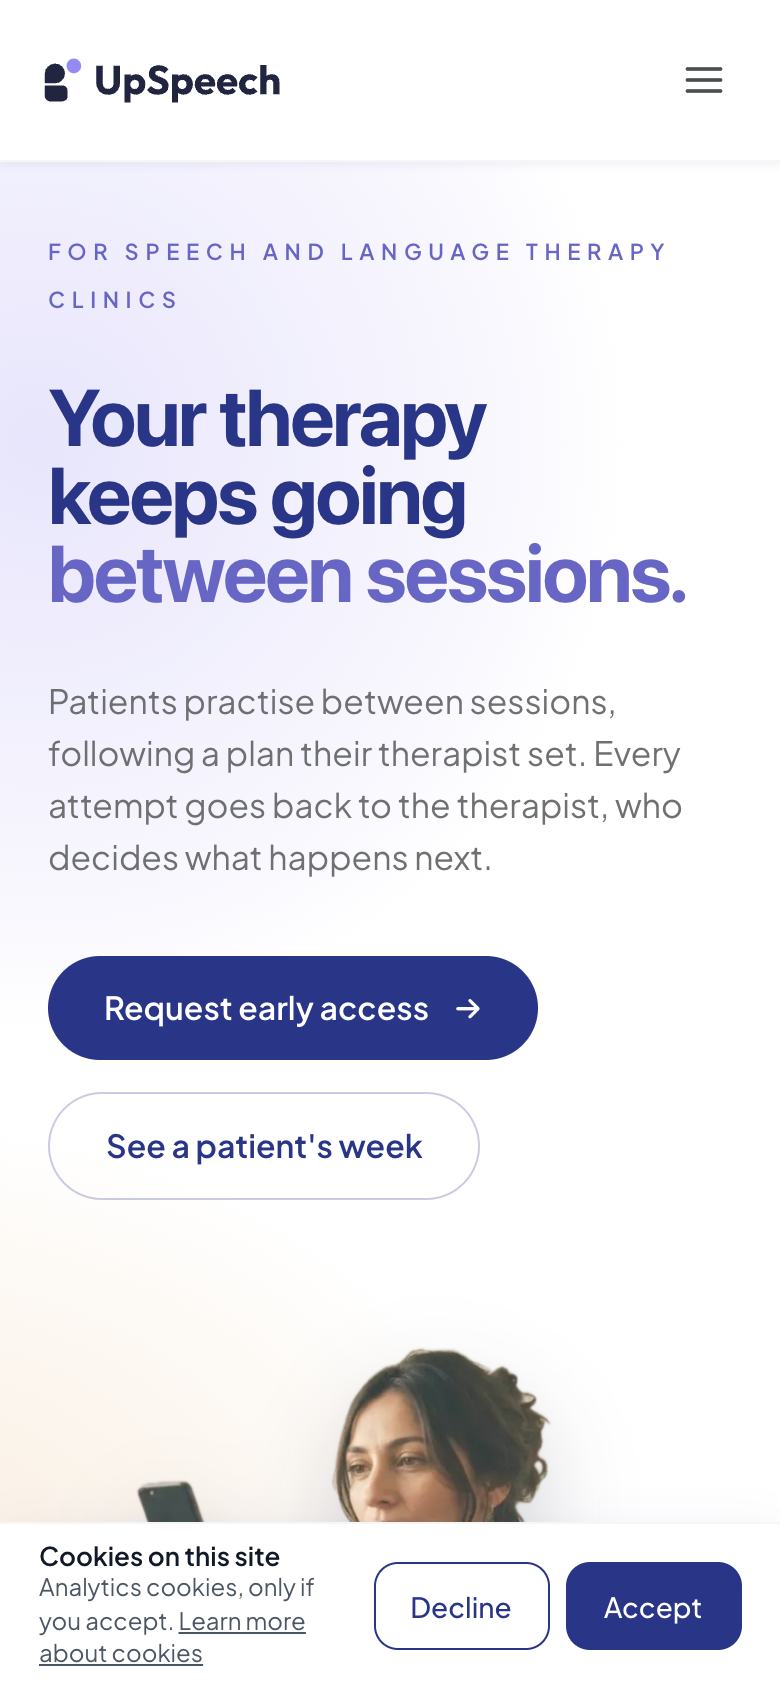 UpSpeech
FOR SPEECH AND LANGUAGE THERAPY
CLINICS
Your therapy
keeps going
between sessions.
Patients practise between sessions,
following a plan their therapist set. Every
attempt goes back to the therapist, who
decides what happens next.
Request early access →
See a patient's week
Cookies on this site
Analytics cookies, only if
you accept. Learn more
about cookies
Decline
Accept